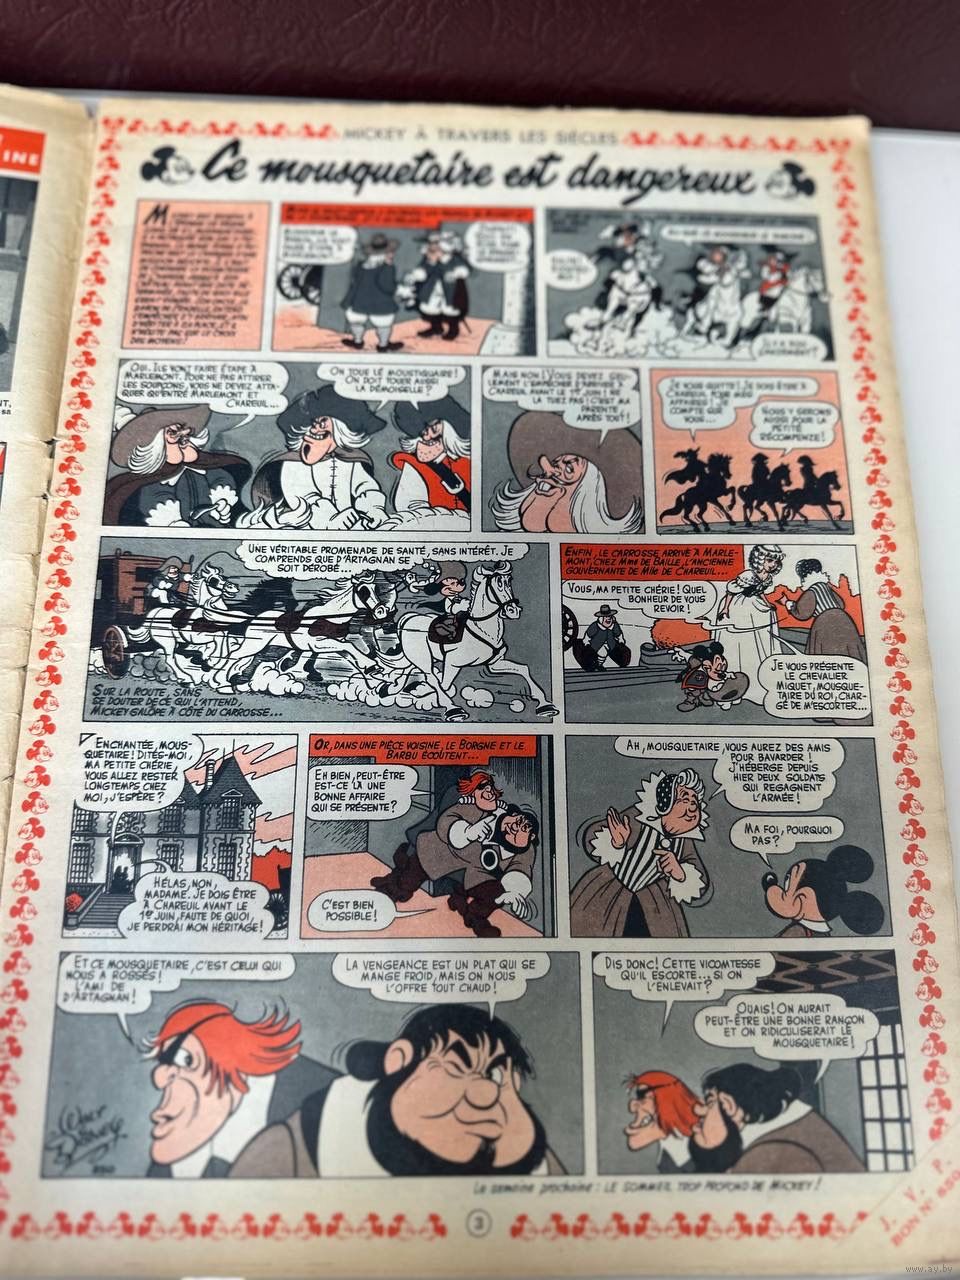 INE
MICKEY À TRAVERS LES SIÈCLES
Ce mousquetaire est dangereux
OUI. ILS VONT FAIRE ÉTAPE À
MARLEMONT. POUR NE PAS ATTIRER
LES SOUPÇONS, VOUS NE DEVEZ ATTA-
QUER QU'ENTRE MARLEMONT ET
CHAREUIL...
ON TUE LE MOUSTIQUAIRE!
ON DOIT TUER AUSSI
LA DEMOISELLE?
MAIS NON! VOUS DEVEZ SEU-
LEMENT L'EMPÊCHER D'ARRIVER À
CHAREUIL AVANT LE 1er JUIN! NE
LA TUEZ PAS! C'EST MA
PARENTE
APRÈS TOUT!
JE VOUS QUITTE! JE DOIS ÊTRE À
CHAREUIL POUR MES
AFFAIRES! JE
COMPTE SUR
VOUS...
NOUS Y SERONS
AUSSI POUR LA
PETITE
RÉCOMPENSE!
UNE VÉRITABLE PROMENADE DE SANTÉ, SANS INTÉRÊT. JE
COMPRENDS QUE D'ARTAGNAN SE
SOIT DÉROBÉ...
SUR LA ROUTE, SANS
SE DOUTER DE CE QUI L'ATTEND,
MICKEY GALOPE À CÔTÉ DU CARROSSE...
ENFIN, LE CARROSSE ARRIVE À MARLE-
MONT, CHEZ Mme DE BAILLE, L'ANCIENNE
GOUVERNANTE DE Mlle DE CHAREUIL...
VOUS, MA PETITE CHÉRIE! QUEL
BONHEUR DE VOUS
REVOIR!
JE VOUS PRÉSENTE
LE CHEVALIER
MIQUET, MOUSQUE-
TAIRE DU ROI, CHAR-
GÉ DE M'ESCORTER...
ENCHANTÉE, MOUS-
QUETAIRE! DITES-MOI,
MA PETITE CHÉRIE,
VOUS ALLEZ RESTER
LONGTEMPS CHEZ
MOI, J'ESPÈRE?
HÉLAS, NON,
MADAME. JE DOIS ÊTRE
À CHAREUIL AVANT LE
1er JUIN, FAUTE DE QUOI,
JE PERDRAI MON HÉRITAGE!
OR, DANS UNE PIÈCE VOISINE, LE BORGNE ET LE
BARBU ÉCOUTENT...
EH BIEN, PEUT-ÊTRE
EST-CE LÀ UNE
BONNE AFFAIRE
QUI SE PRÉSENTE?
C'EST BIEN
POSSIBLE!
AH, MOUSQUETAIRE, VOUS AUREZ DES AMIS
POUR BAVARDER!
J'HÉBERGE DEPUIS
HIER DEUX SOLDATS
QUI REGAGNENT
L'ARMÉE!
MA FOI, POURQUOI
PAS?
ET CE MOUSQUETAIRE, C'EST CELUI QUI
NOUS A ROSSÉS!
L'AMI DE
D'ARTAGNAN!
LA VENGEANCE EST UN PLAT QUI SE
MANGE FROID, MAIS ON NOUS
L'OFFRE TOUT CHAUD!
DIS DONC! CETTE VICOMTESSE
QU'IL ESCORTE... SI ON
L'ENLEVAIT?
OUAIS! ON AURAIT
PEUT-ÊTRE UNE BONNE RANÇON
ET ON RIDICULISERAIT LE
MOUSQUETAIRE!
WALT
DISNEY
La semaine prochaine: LE SOMMEIL TROP PROFOND DE MICKEY!
3
J. V. P.
BON N° 850
www.ay.by